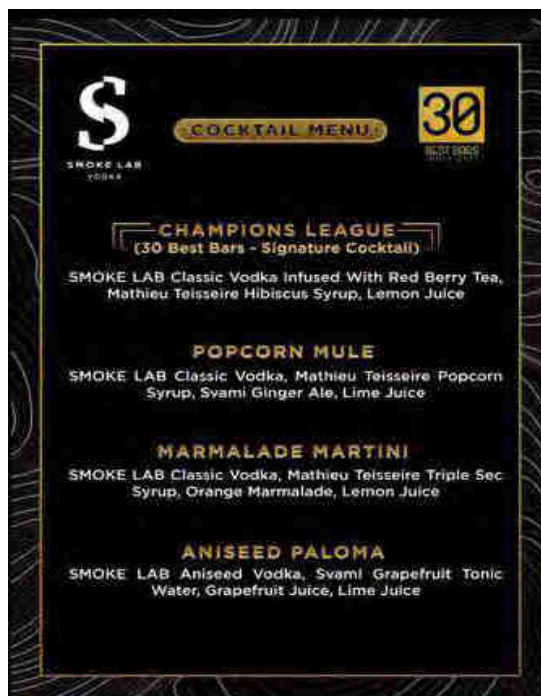 SMOKE LAB
VODKA
COCKTAIL MENU
30
BEST BARS
CHAMPIONS LEAGUE
(30 Best Bars - Signature Cocktail)
SMOKE LAB Classic Vodka Infused With Red Berry Tea,
Mathieu Teisseire Hibiscus Syrup, Lemon Juice
POPCORN MULE
SMOKE LAB Classic Vodka, Mathieu Teisseire Popcorn
Syrup, Svami Ginger Ale, Lime Juice
MARMALADE MARTINI
SMOKE LAB Classic Vodka, Mathieu Teisseire Triple Sec
Syrup, Orange Marmalade, Lemon Juice
ANISEED PALOMA
SMOKE LAB Aniseed Vodka, Svami Grapefruit Tonic
Water, Grapefruit Juice, Lime Juice